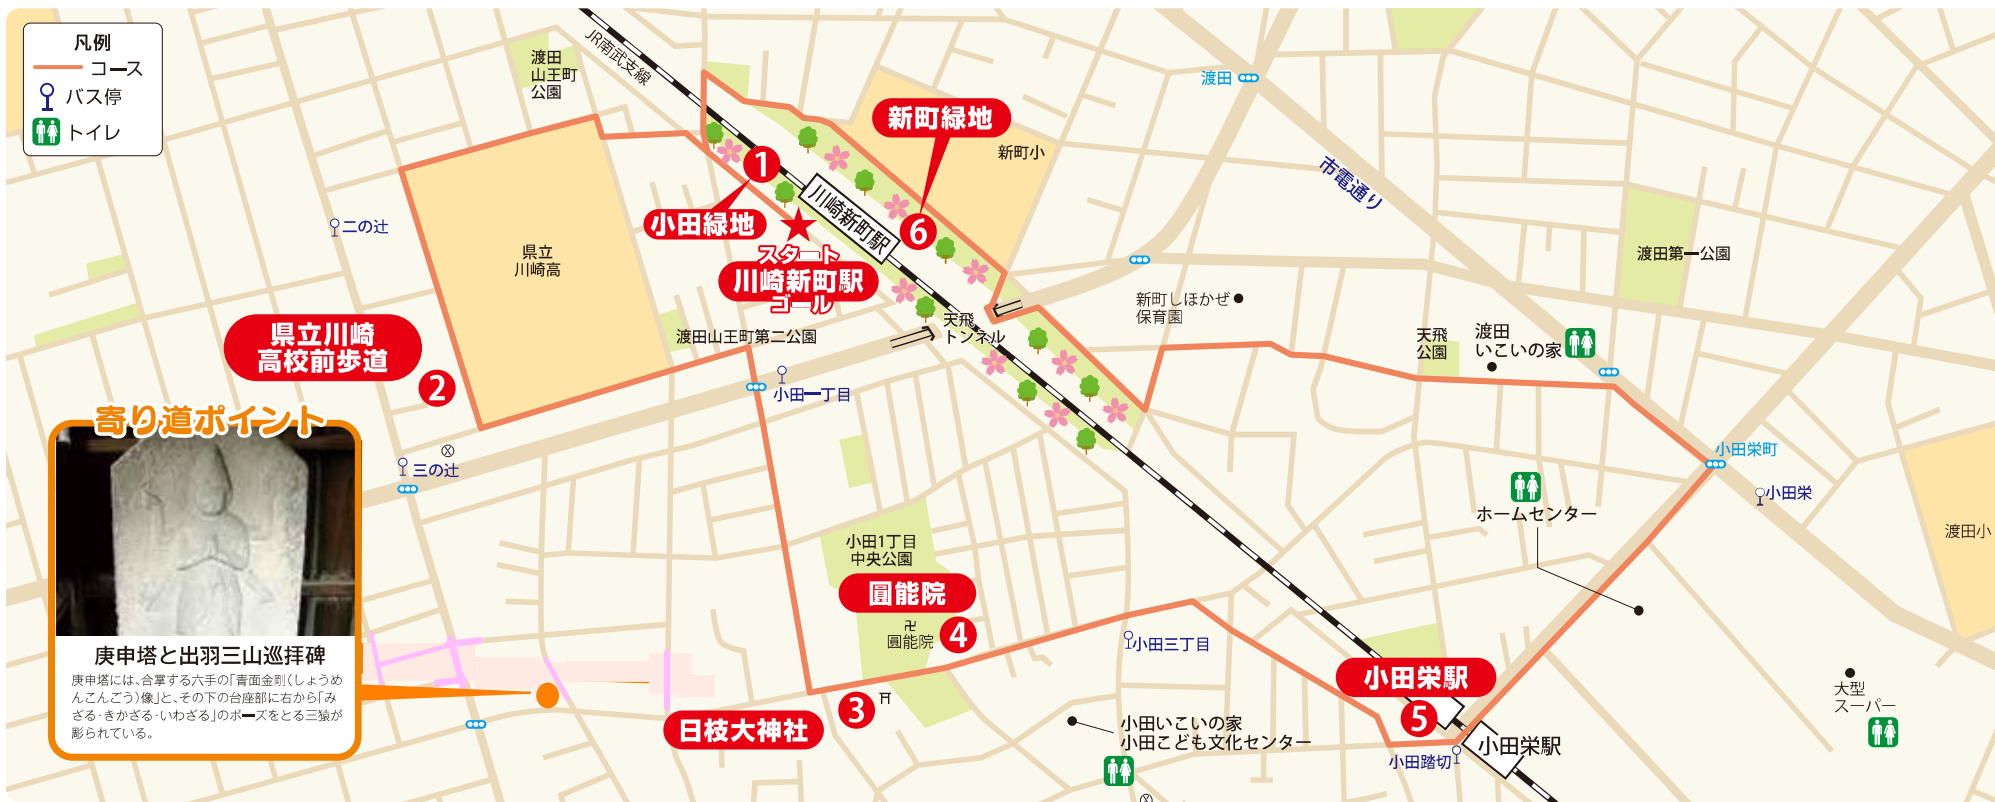 凡例
コース
バス停
トイレ
渡田
山王町
公園
JR南武支線
新町緑地
新町小
渡田
市電通り
二の辻
県立
川崎高
1
小田緑地
川崎新町駅
6
スタート
川崎新町駅
ゴール
渡田第一公園
新町しほかぜ
保育園
天飛
トンネル
渡田山王町第二公園
天飛
公園
渡田
いこいの家
県立川崎
高校前歩道
2
小田一丁目
三の辻
小田栄町
小田栄
ホームセンター
渡田小
寄り道ポイント
庚申塔と出羽三山巡拝碑
庚申塔には、合掌する六手の「青面金剛(しょうめ
んこんごう)像」と、その下の台座部に右から「み
ざる・きかざる・いわざる」のポーズをとる三猿が
彫られている。
小田1丁目
中央公園
圓能院
卍
圓能院
4
小田三丁目
日枝大神社
3
小田栄駅
5
小田栄駅
小田踏切
小田いこいの家
小田こども文化センター
大型
スーパー